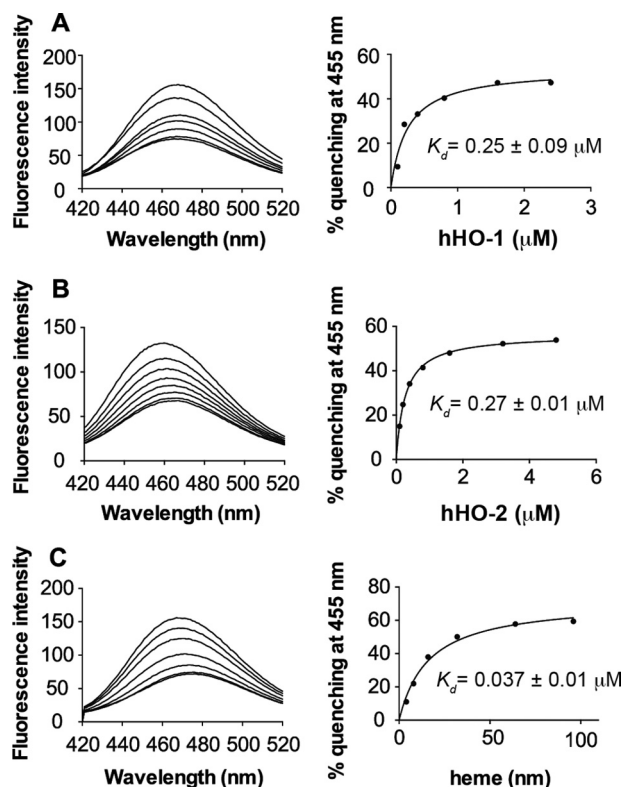 A
Fluorescence intensity
200
150
100
50
0
420 440 460 480 500 520
Wavelength (nm)
% quenching at 455 nm
60
40
20
0
0 1 2 3
Kd= 0.25 ± 0.09 μM
hHO-1 (μM)
B
Fluorescence intensity
150
100
50
0
420 440 460 480 500 520
Wavelength (nm)
% quenching at 455 nm
60
40
20
0
0 2 4 6
Kd= 0.27 ± 0.01 μM
hHO-2 (μM)
C
Fluorescence intensity
200
150
100
50
0
420 440 460 480 500 520
Wavelength (nm)
% quenching at 455 nm
80
60
40
20
0
0 50 100
Kd= 0.037 ± 0.01 μM
heme (nm)